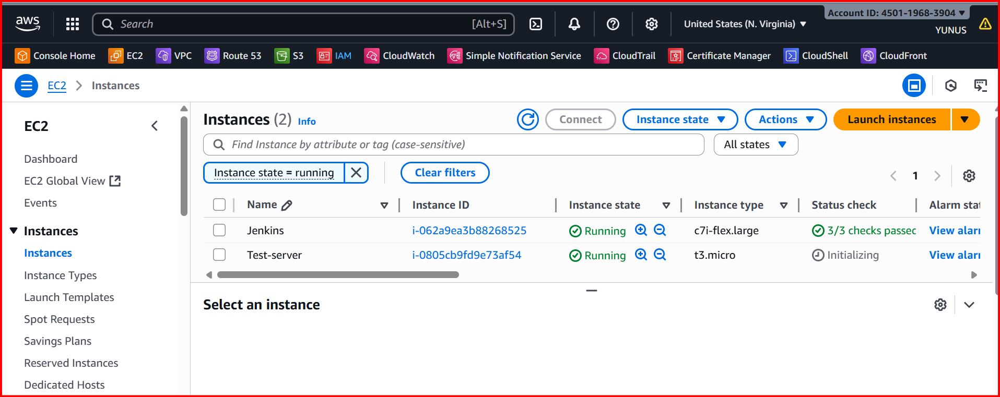 aws
Search [Alt+S]
United States (N. Virginia)
Account ID: 4501-1968-3904
YUNUS
Console Home EC2 VPC Route 53 S3 IAM CloudWatch Simple Notification Service CloudTrail Certificate Manager CloudShell CloudFront
EC2 Instances
EC2
Dashboard
EC2 Global View
Events
Instances
Instances
Instance Types
Launch Templates
Spot Requests
Savings Plans
Reserved Instances
Dedicated Hosts
Instances (2) Info
Connect
Instance state
Actions
Launch instances
Find Instance by attribute or tag (case-sensitive)
All states
Instance state = running
Clear filters
1
Name Instance ID Instance state Instance type Status check Alarm stat
Jenkins i-062a9ea3b88268525 Running c7i-flex.large 3/3 checks passed View alarm
Test-server i-0805cb9fd9e73af54 Running t3.micro Initializing View alarm
Select an instance